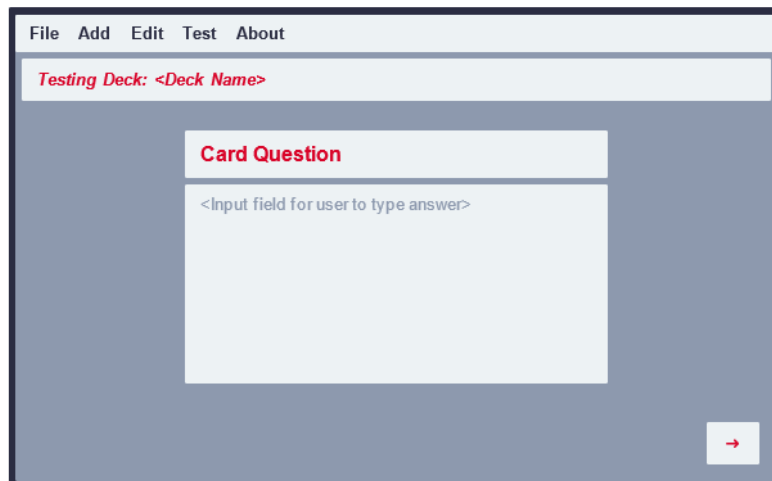 File Add Edit Test About
Testing Deck: <Deck Name>
Card Question
<Input field for user to type answer>
→